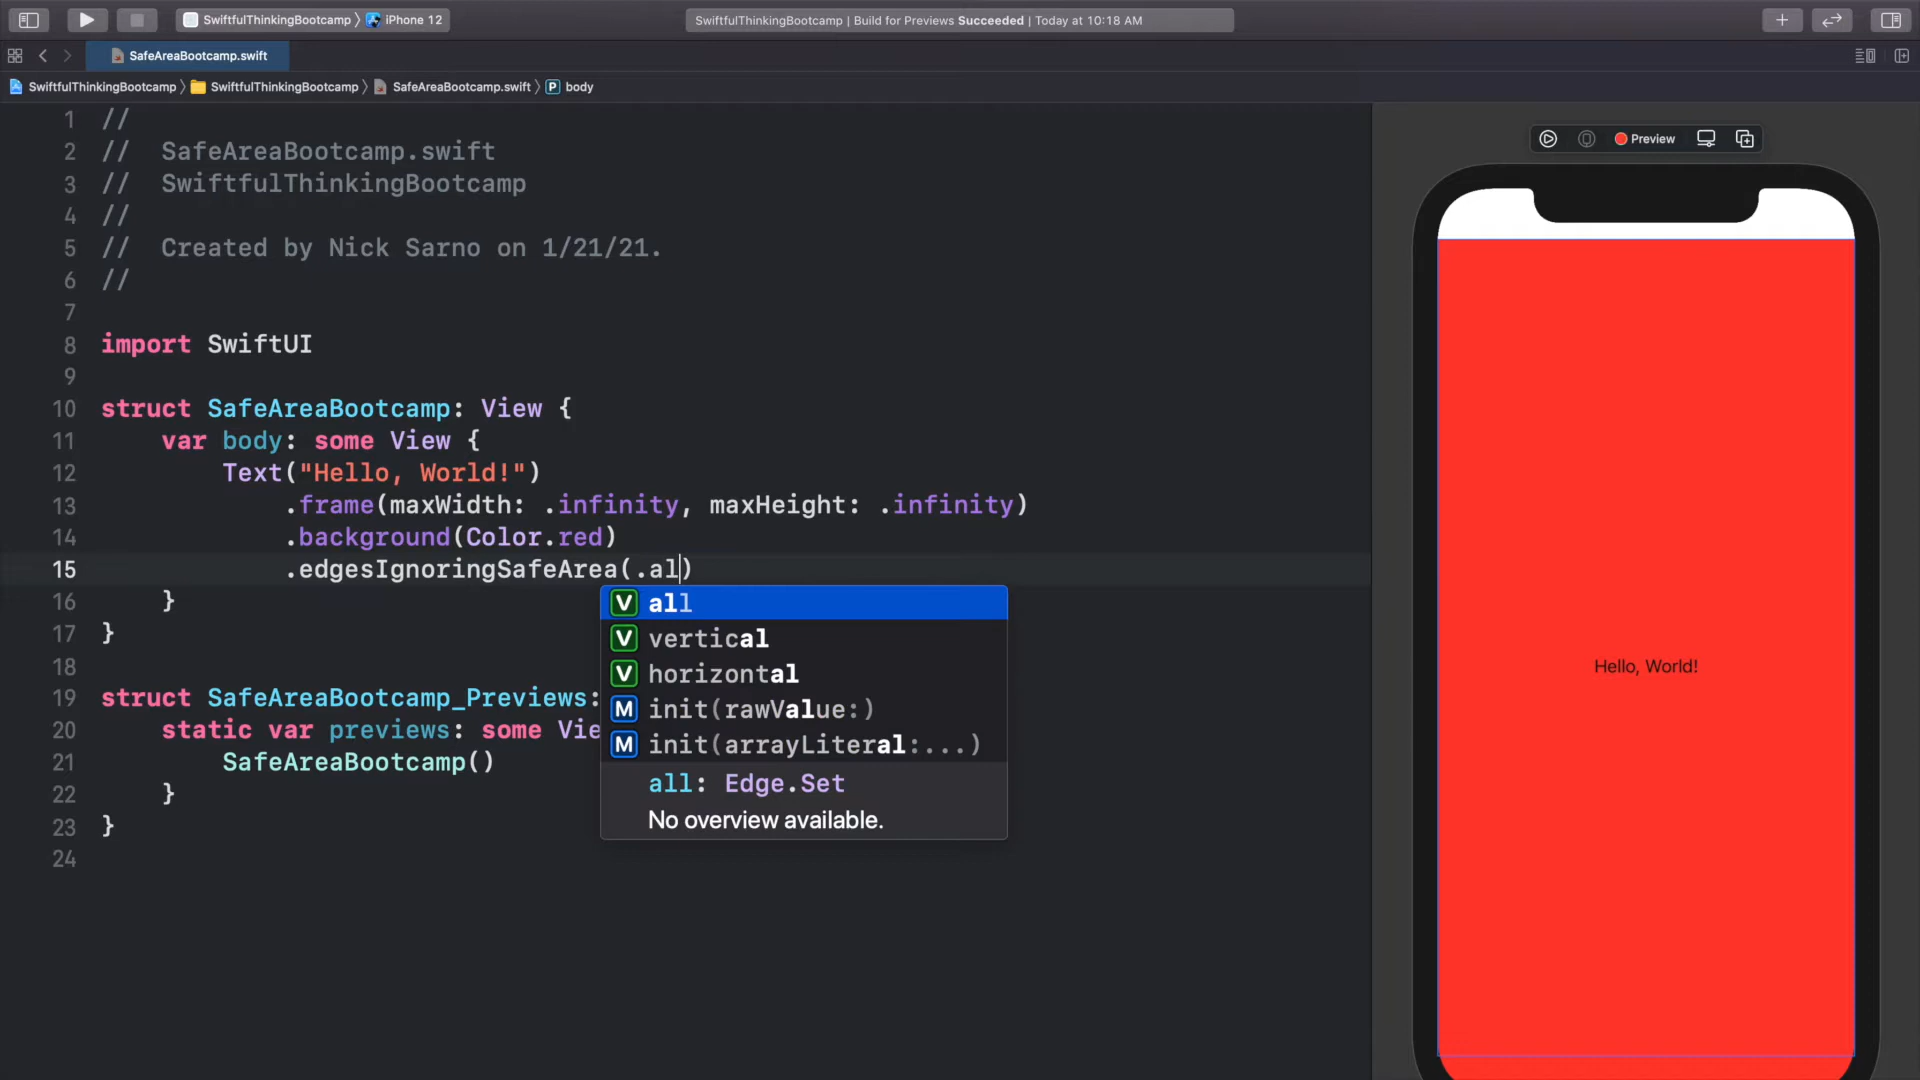 SwiftfulThinkingBootcamp 〉 iPhone 12
SwiftfulThinkingBootcamp | Build for Previews Succeeded | Today at 10:18 AM
SafeAreaBootcamp.swift
SwiftfulThinkingBootcamp 〉 SwiftfulThinkingBootcamp 〉 SafeAreaBootcamp.swift 〉 P body
1 //
2 //  SafeAreaBootcamp.swift
3 //  SwiftfulThinkingBootcamp
4 //
5 //  Created by Nick Sarno on 1/21/21.
6 //
7
8 import SwiftUI
9
10 struct SafeAreaBootcamp: View {
11     var body: some View {
12         Text("Hello, World!")
13             .frame(maxWidth: .infinity, maxHeight: .infinity)
14             .background(Color.red)
15             .edgesIgnoringSafeArea(.al)
16     }
17 }
18
19 struct SafeAreaBootcamp_Previews:
20     static var previews: some Vie
21         SafeAreaBootcamp()
22     }
23 }
24
V all
V vertical
V horizontal
M init(rawValue:)
M init(arrayLiteral:...)
all: Edge.Set
No overview available.
Preview
Hello, World!